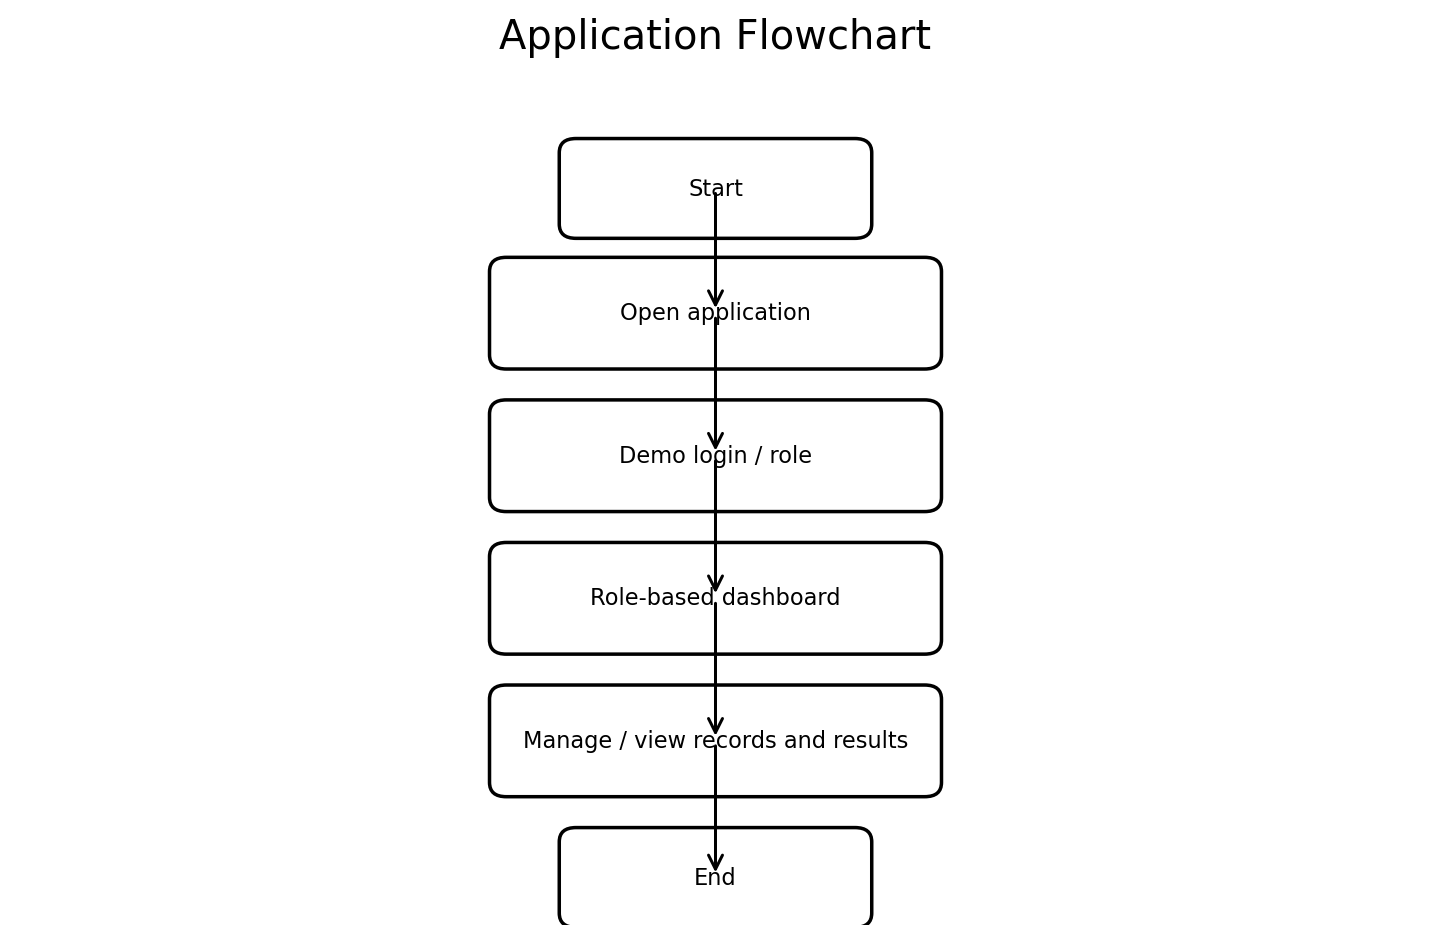 Application Flowchart
Start
Open application
Demo login / role
Role-based dashboard
Manage / view records and results
End